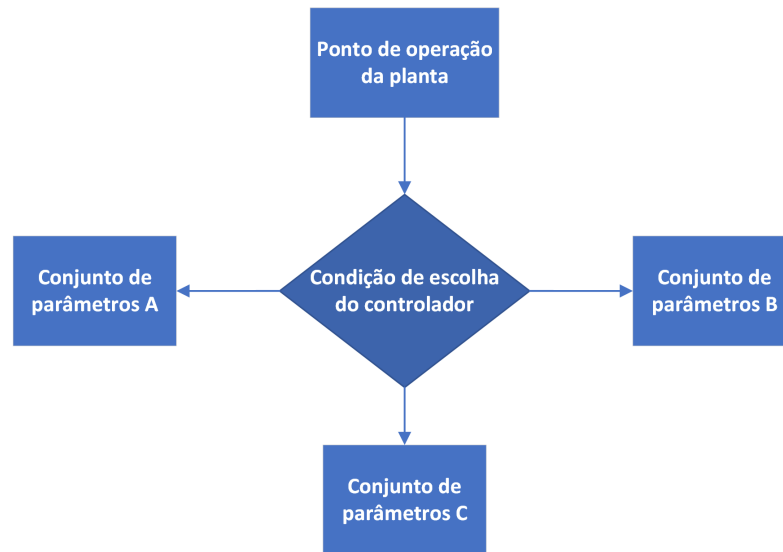 Ponto de operação
da planta
Condição de escolha
do controlador
Conjunto de
parâmetros A
Conjunto de
parâmetros B
Conjunto de
parâmetros C